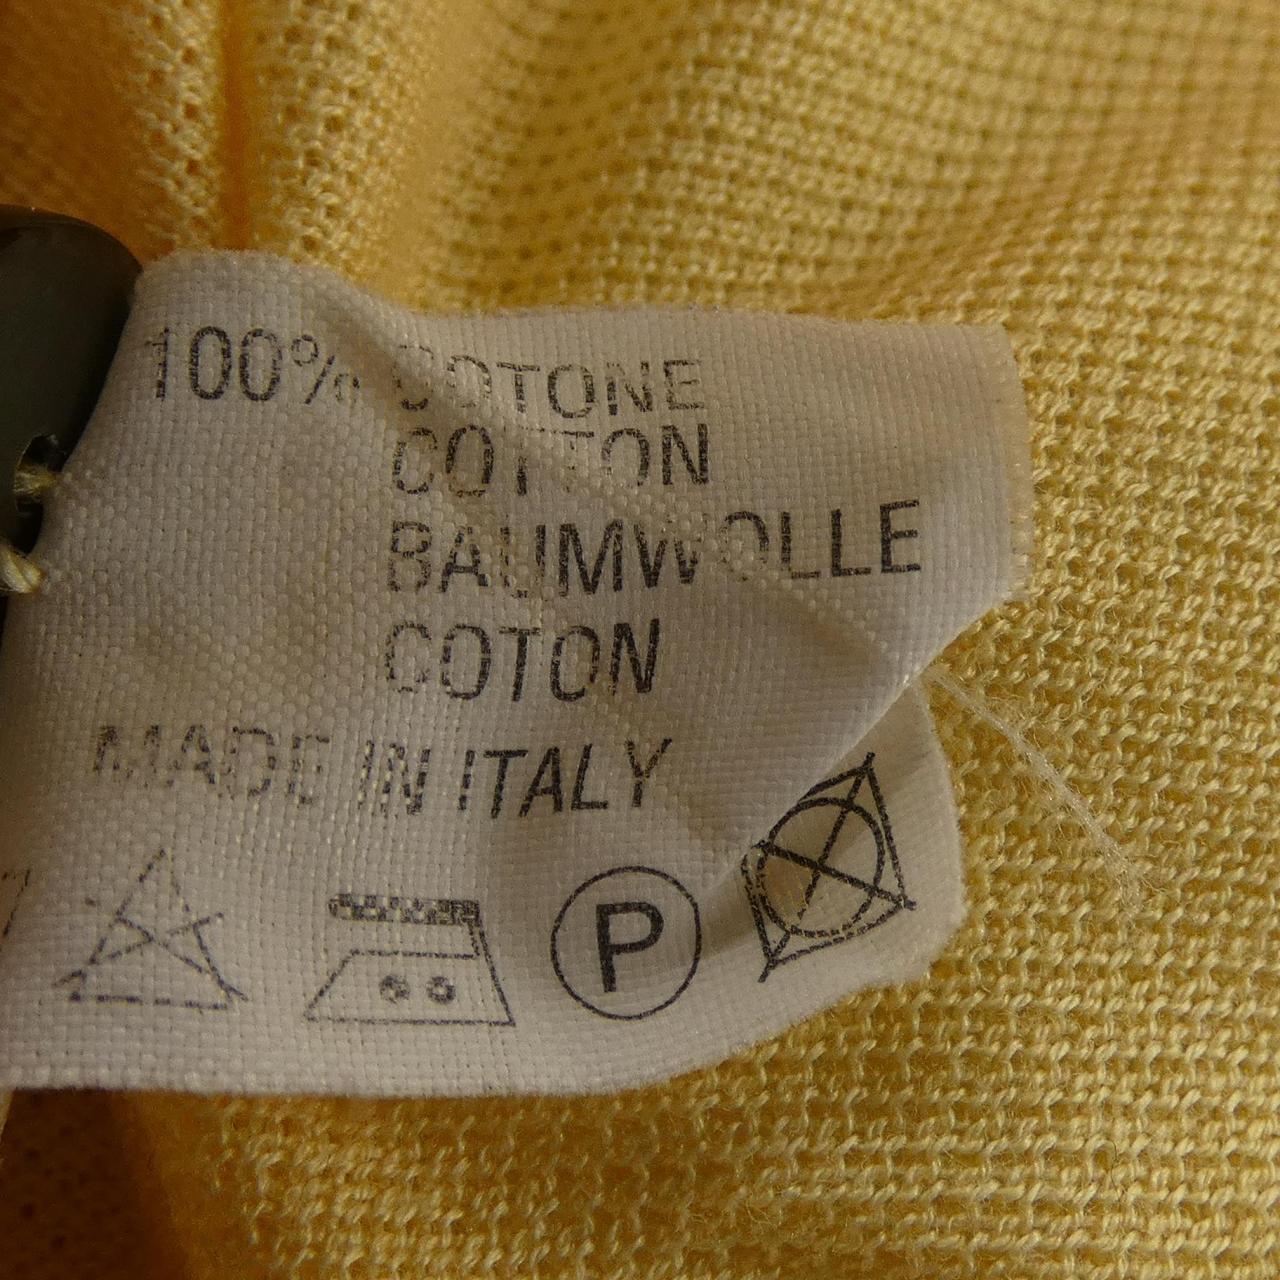 100% COTONE
COTTON
BAUMWOLLE
COTON
MADE IN ITALY
P